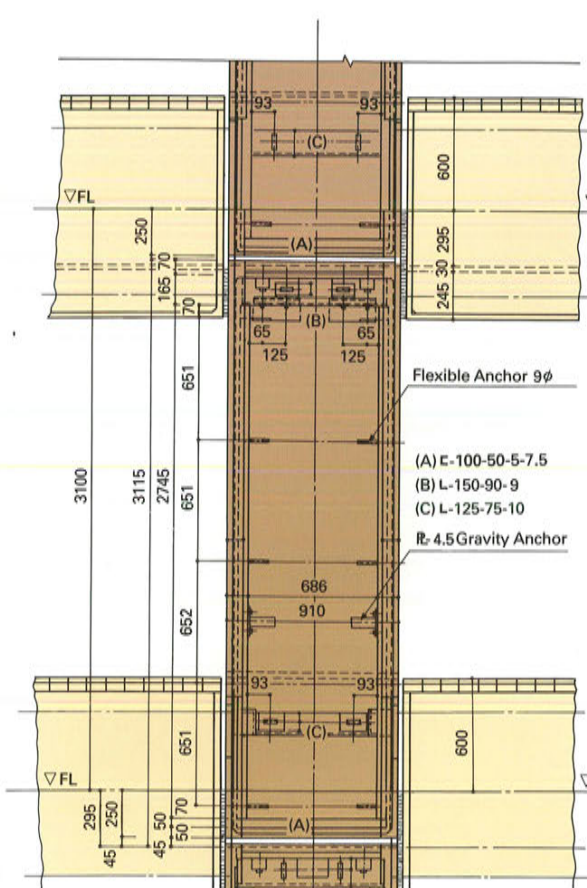 93 93
(C)
600
▽FL
250
(A)
295
70
30
165
245
70
(B)
65 65
125 125
651
Flexible Anchor 9ϕ
(A) ㄷ-100-50-5-7.5
(B) L-150-90-9
(C) L-125-75-10
3100
3115
2745
651
PL-4.5 Gravity Anchor
686
910
652
93 93
(C)
651
600
▽FL
295
250
70
50
(A)
50
45
45